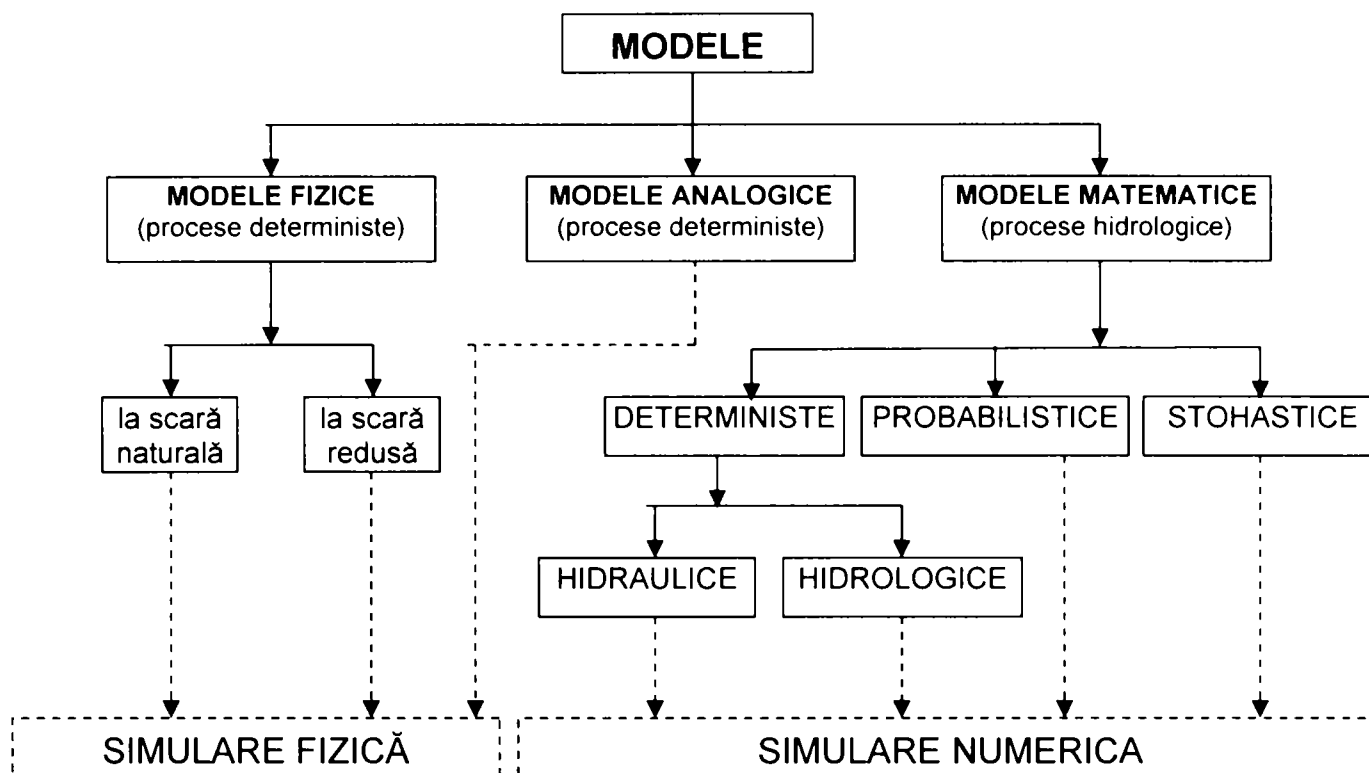 MODELE
MODELE FIZICE
(procese deterministe)
MODELE ANALOGICE
(procese deterministe)
MODELE MATEMATICE
(procese hidrologice)
la scară
naturală
la scară
redusă
DETERMINISTE
PROBABILISTICE
STOHASTICE
HIDRAULICE
HIDROLOGICE
SIMULARE FIZICĂ
SIMULARE NUMERICA